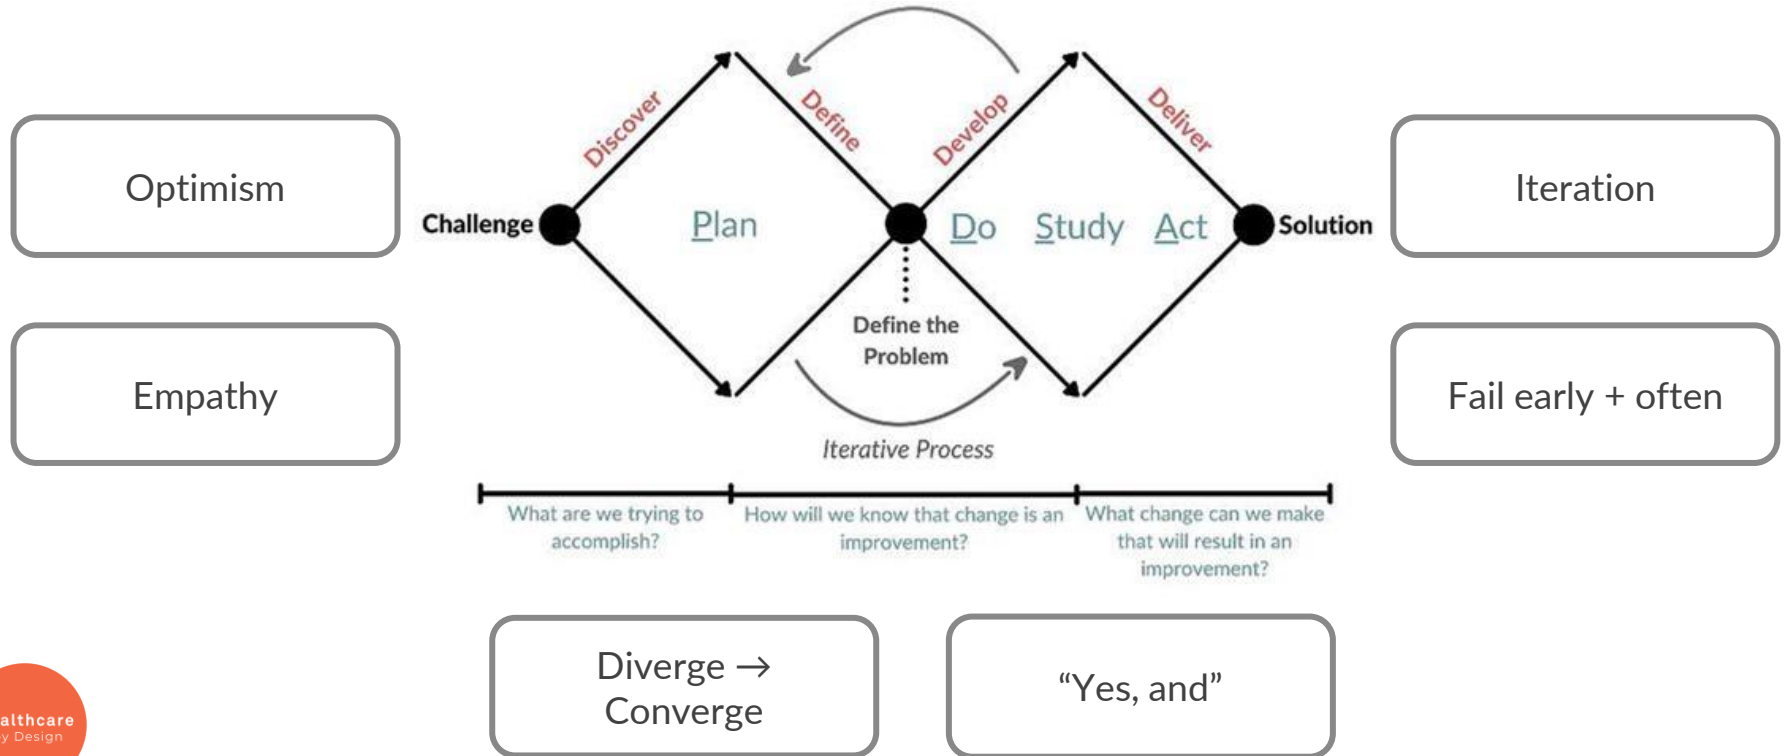 Optimism
Empathy
Discover
Define
Develop
Deliver
Challenge
Plan
Do Study Act
Solution
Define the
Problem
Iterative Process
What are we trying to
accomplish?
How will we know that change is an
improvement?
What change can we make
that will result in an
improvement?
Iteration
Fail early + often
Diverge →
Converge
“Yes, and”
althcare
y Design